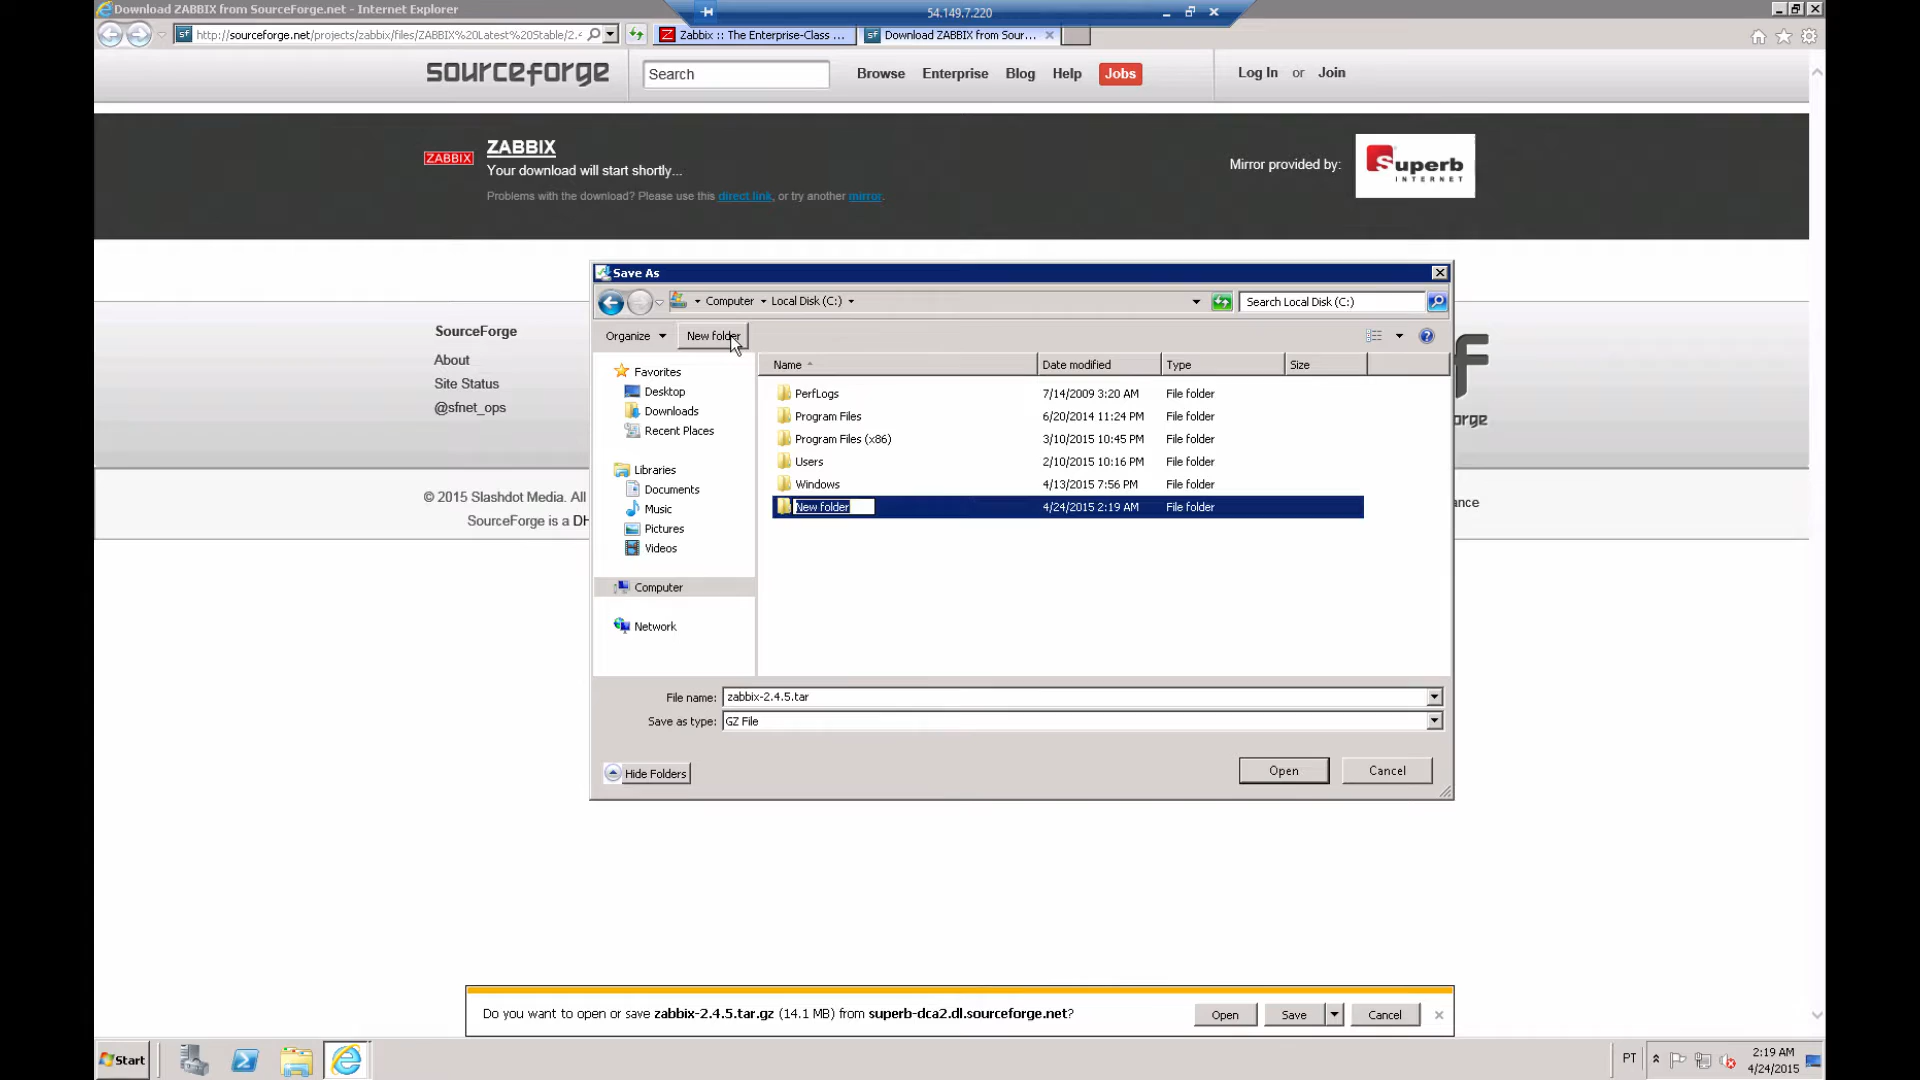 Download ZABBIX from SourceForge.net - Internet Explorer
54.149.7.220
http://sourceforge.net/projects/zabbix/files/ZABBIX%20Latest%20Stable/2.4
Zabbix :: The Enterprise-Class ...
Download ZABBIX from Sour...
sourceforge
Search
Browse
Enterprise
Blog
Help
Jobs
Log In or Join
ZABBIX
ZABBIX
Your download will start shortly...
Problems with the download? Please use this direct link, or try another mirror.
Mirror provided by:
Superb
INTERNET
Save As
Computer
Local Disk (C:)
Search Local Disk (C:)
Organize
New folder
Name
Date modified
Type
Size
Favorites
Desktop
Downloads
Recent Places
Libraries
Documents
Music
Pictures
Videos
Computer
Network
PerfLogs 7/14/2009 3:20 AM File folder
Program Files 6/20/2014 11:24 PM File folder
Program Files (x86) 3/10/2015 10:45 PM File folder
Users 2/10/2015 10:16 PM File folder
Windows 4/13/2015 7:56 PM File folder
New folder 4/24/2015 2:19 AM File folder
File name: zabbix-2.4.5.tar
Save as type: GZ File
Hide Folders
Open
Cancel
SourceForge
About
Site Status
@sfnet_ops
© 2015 Slashdot Media. All
SourceForge is a DH
f
rge
ance
Do you want to open or save zabbix-2.4.5.tar.gz (14.1 MB) from superb-dca2.dl.sourceforge.net?
Open
Save
Cancel
Start
PT
2:19 AM
4/24/2015